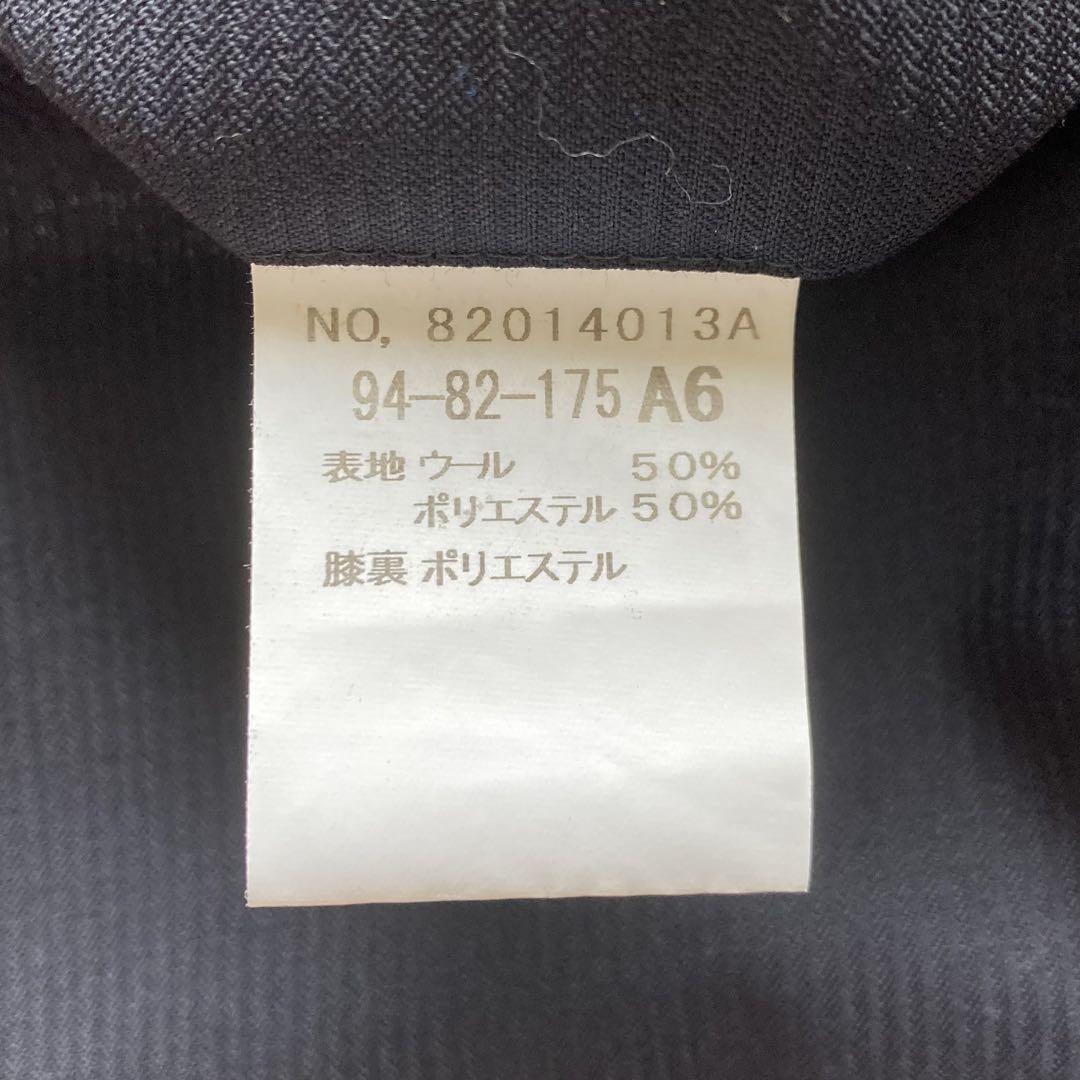 NO, 82014013A
94-82-175 A6
表地 ウール 50%
ポリエステル 50%
膝裏 ポリエステル